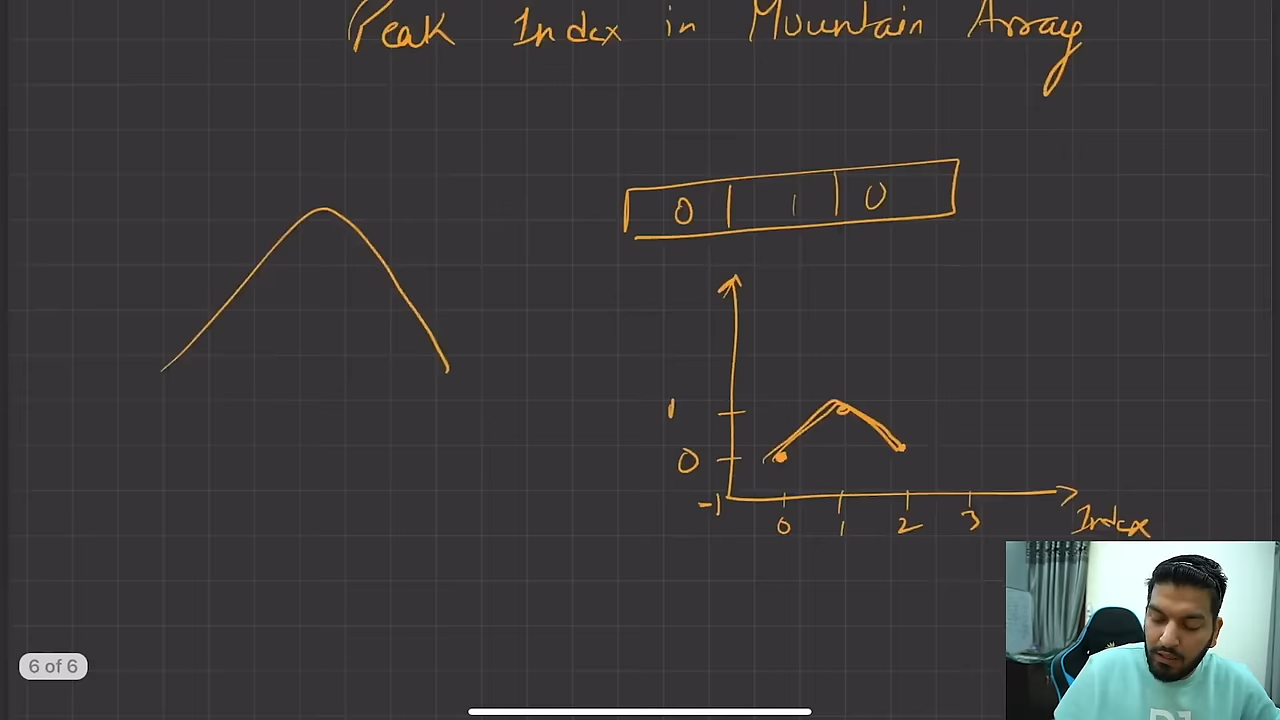 Peak Index in Mountain Array
0 1 0
1
0
-1
0 1 2 3
Index
6 of 6